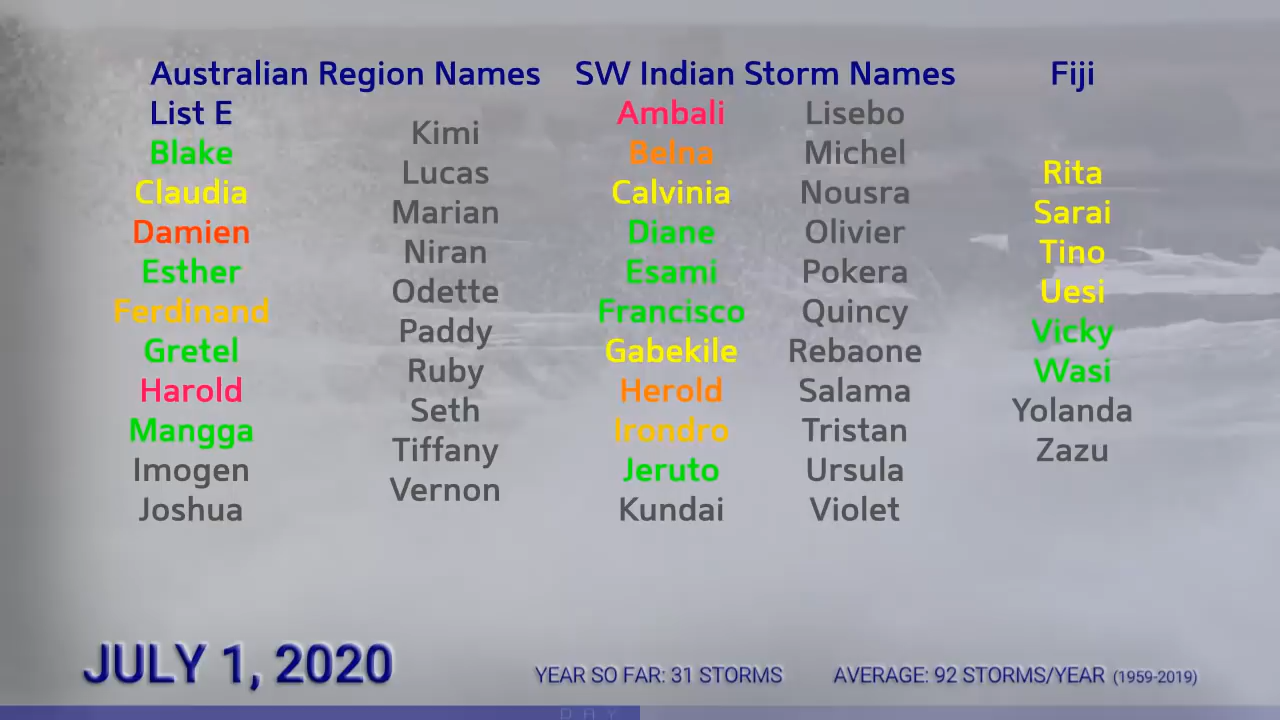 Australian Region Names
List E
Blake
Claudia
Damien
Esther
Ferdinand
Gretel
Harold
Mangga
Imogen
Joshua
Kimi
Lucas
Marian
Niran
Odette
Paddy
Ruby
Seth
Tiffany
Vernon
SW Indian Storm Names
Ambali
Belna
Calvinia
Diane
Esami
Francisco
Gabekile
Herold
Irondro
Jeruto
Kundai
Lisebo
Michel
Nousra
Olivier
Pokera
Quincy
Rebaone
Salama
Tristan
Ursula
Violet
Fiji
Rita
Sarai
Tino
Uesi
Vicky
Wasi
Yolanda
Zazu
JULY 1, 2020
YEAR SO FAR: 31 STORMS
AVERAGE: 92 STORMS/YEAR (1959-2019)